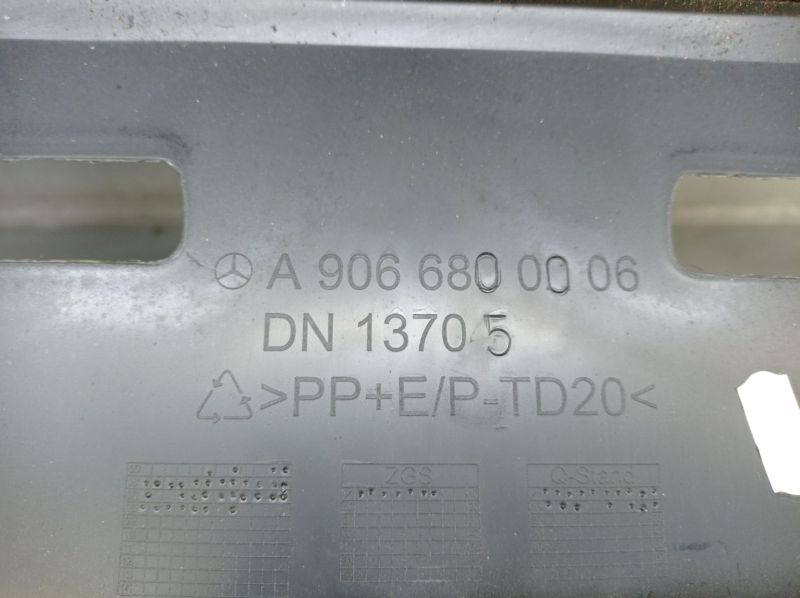 A 906 680 00 06
DN 1370 5
>PP+E/P-TD20<
ZGS
Q-Stand